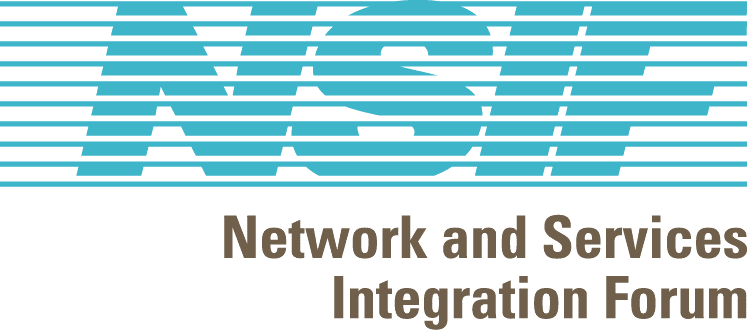 NSIF
Network and Services
Integration Forum